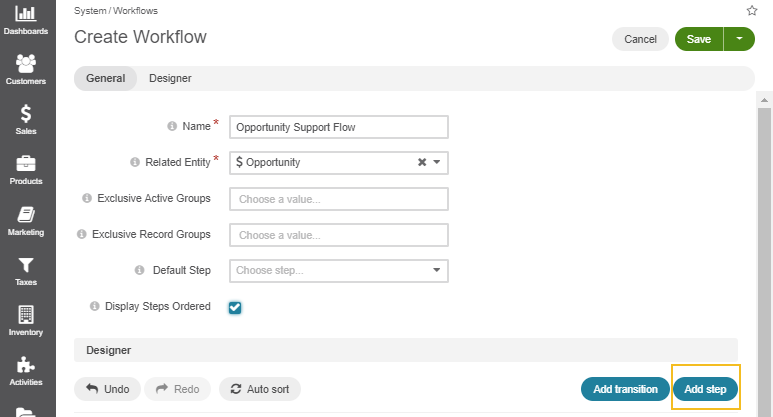 Dashboards
Customers
Sales
Products
Marketing
Taxes
Inventory
Activities
System / Workflows
Create Workflow
Cancel
Save
General Designer
Name* Opportunity Support Flow
Related Entity* $ Opportunity
Exclusive Active Groups Choose a value...
Exclusive Record Groups Choose a value...
Default Step Choose step...
Display Steps Ordered
Designer
Undo Redo Auto sort Add transition Add step